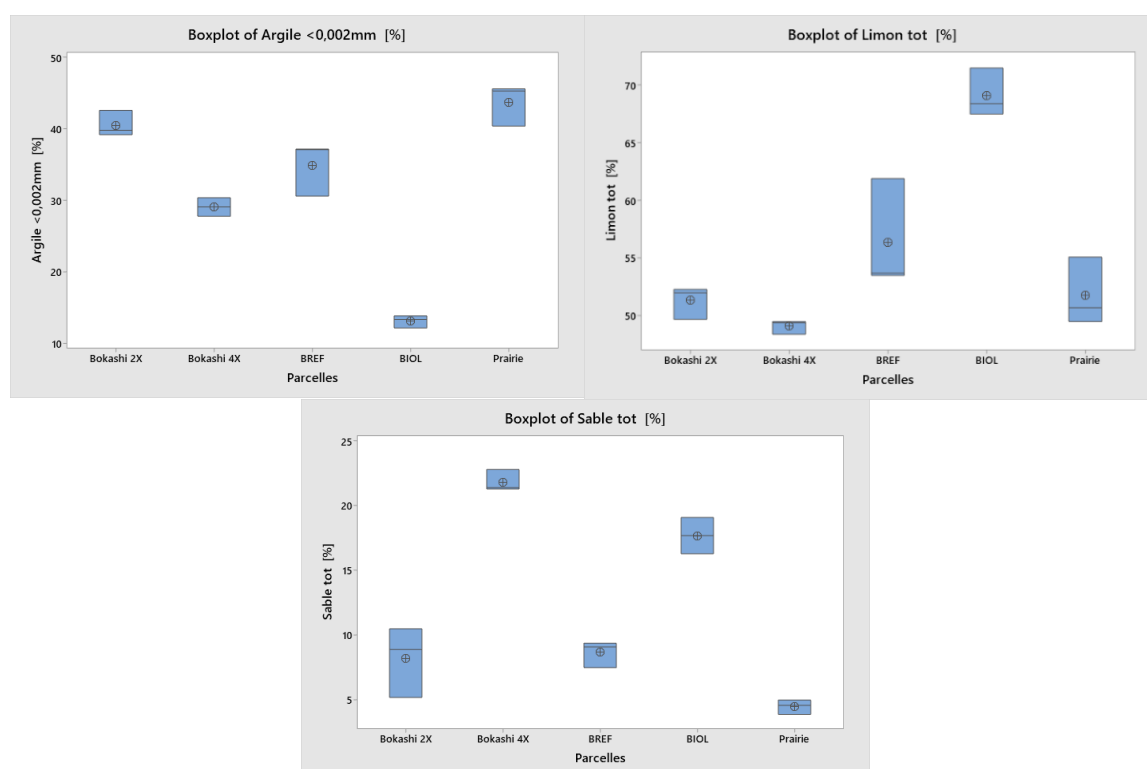 Boxplot of Argile <0,002mm [%]
50
40
30
20
10
Argile <0,002mm [%]
Bokashi 2X Bokashi 4X BREF BIOL Prairie
Parcelles
Boxplot of Limon tot [%]
70
65
60
55
50
Limon tot [%]
Bokashi 2X Bokashi 4X BREF BIOL Prairie
Parcelles
Boxplot of Sable tot [%]
25
20
15
10
5
Sable tot [%]
Bokashi 2X Bokashi 4X BREF BIOL Prairie
Parcelles